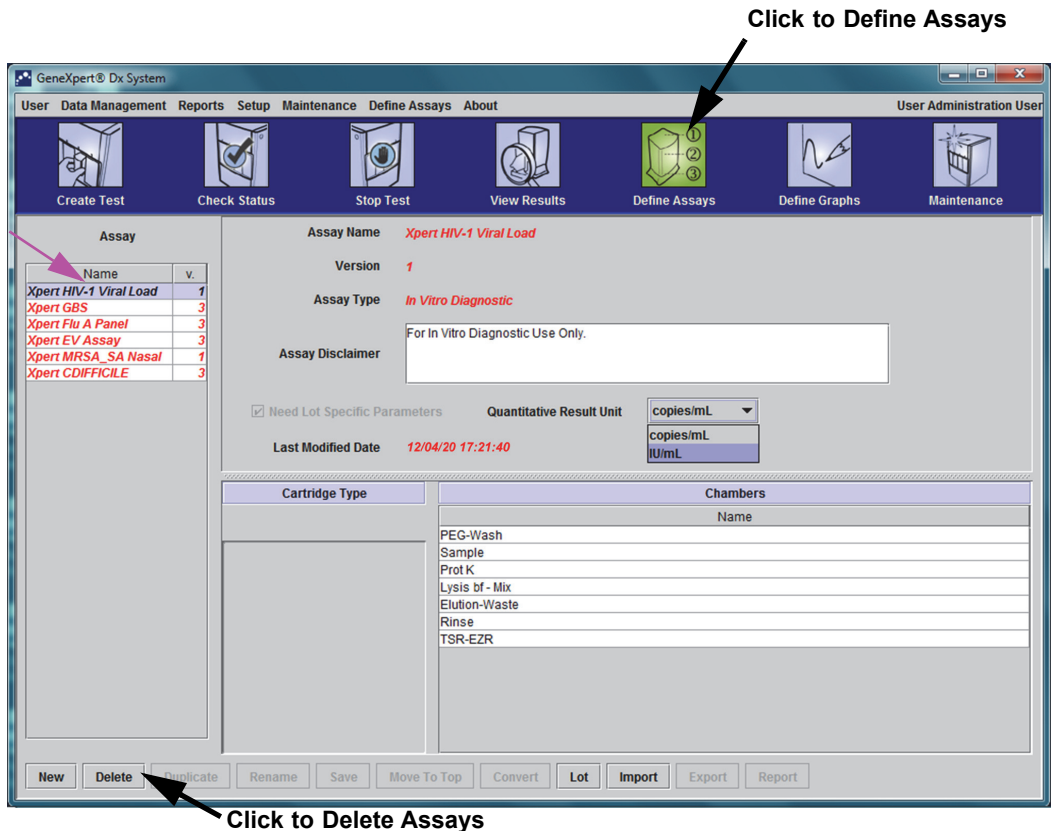 Click to Define Assays
GeneXpert® Dx System
User Data Management Reports Setup Maintenance Define Assays About User Administration User
① ② ③
Create Test Check Status Stop Test View Results Define Assays Define Graphs Maintenance
Assay
Name v.
Xpert HIV-1 Viral Load 1
Xpert GBS 3
Xpert Flu A Panel 3
Xpert EV Assay 3
Xpert MRSA_SA Nasal 1
Xpert CDIFFICILE 3
Assay Name Xpert HIV-1 Viral Load
Version 1
Assay Type In Vitro Diagnostic
Assay Disclaimer For In Vitro Diagnostic Use Only.
Need Lot Specific Parameters Quantitative Result Unit copies/mL
copies/mL
IU/mL
Last Modified Date 12/04/20 17:21:40
Cartridge Type
Chambers
Name
PEG-Wash
Sample
Prot K
Lysis bf - Mix
Elution-Waste
Rinse
TSR-EZR
New Delete Duplicate Rename Save Move To Top Convert Lot Import Export Report
Click to Delete Assays